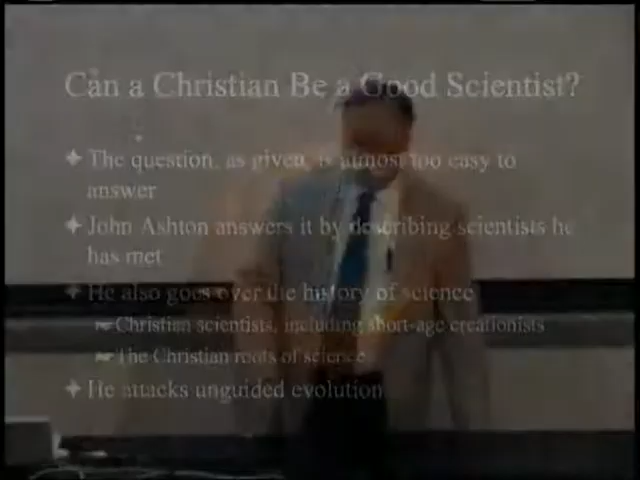 Can a Christian Be a Good Scientist?
The question, as given, is almost too easy to
answer
John Ashton answers it by describing scientists he
has met
He also goes over the history of science
Christian scientists, including short-age creationists
The Christian roots of science
He attacks unguided evolution